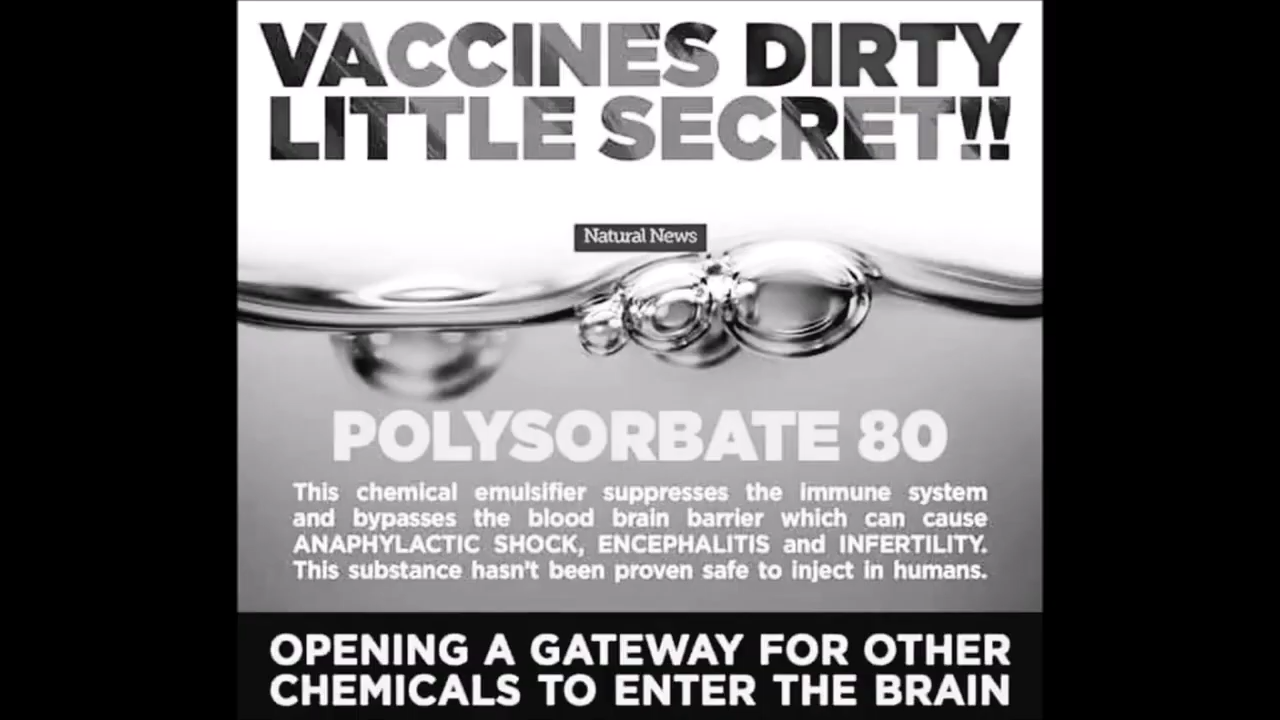 VACCINES DIRTY
LITTLE SECRET!!
Natural News
POLYSORBATE 80
This chemical emulsifier suppresses the immune system
and bypasses the blood brain barrier which can cause
ANAPHYLACTIC SHOCK, ENCEPHALITIS and INFERTILITY.
This substance hasn't been proven safe to inject in humans.
OPENING A GATEWAY FOR OTHER
CHEMICALS TO ENTER THE BRAIN